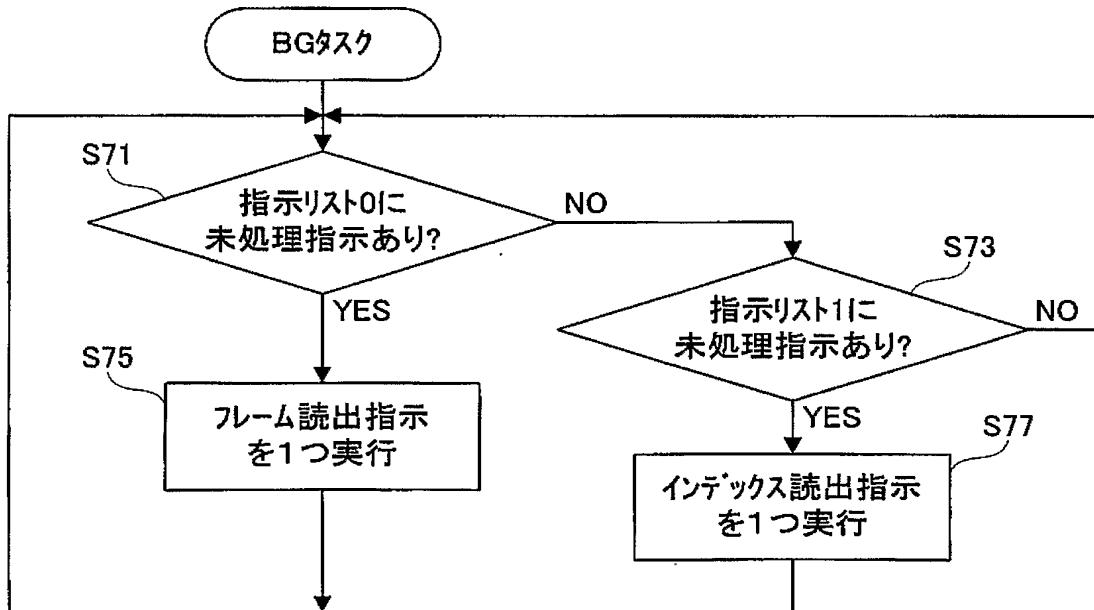 BGタスク
S71
指示リスト0に
未処理指示あり?
NO
YES
S73
指示リスト1に
未処理指示あり?
NO
YES
S75
フレーム読出指示
を1つ実行
S77
インデックス読出指示
を1つ実行